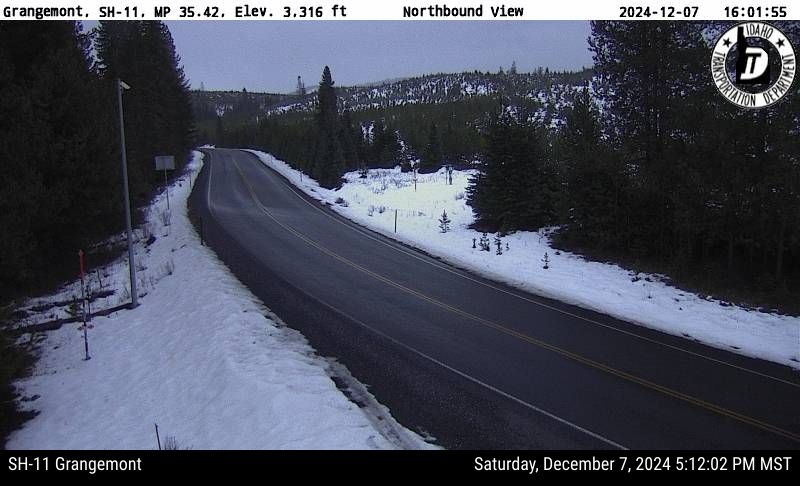 Grangemont, SH-11, MP 35.42, Elev. 3,316 ft Northbound View 2024-12-07 16:01:55
IDAHO
TRANSPORTATION DEPARTMENT
SH-11 Grangemont Saturday, December 7, 2024 5:12:02 PM MST